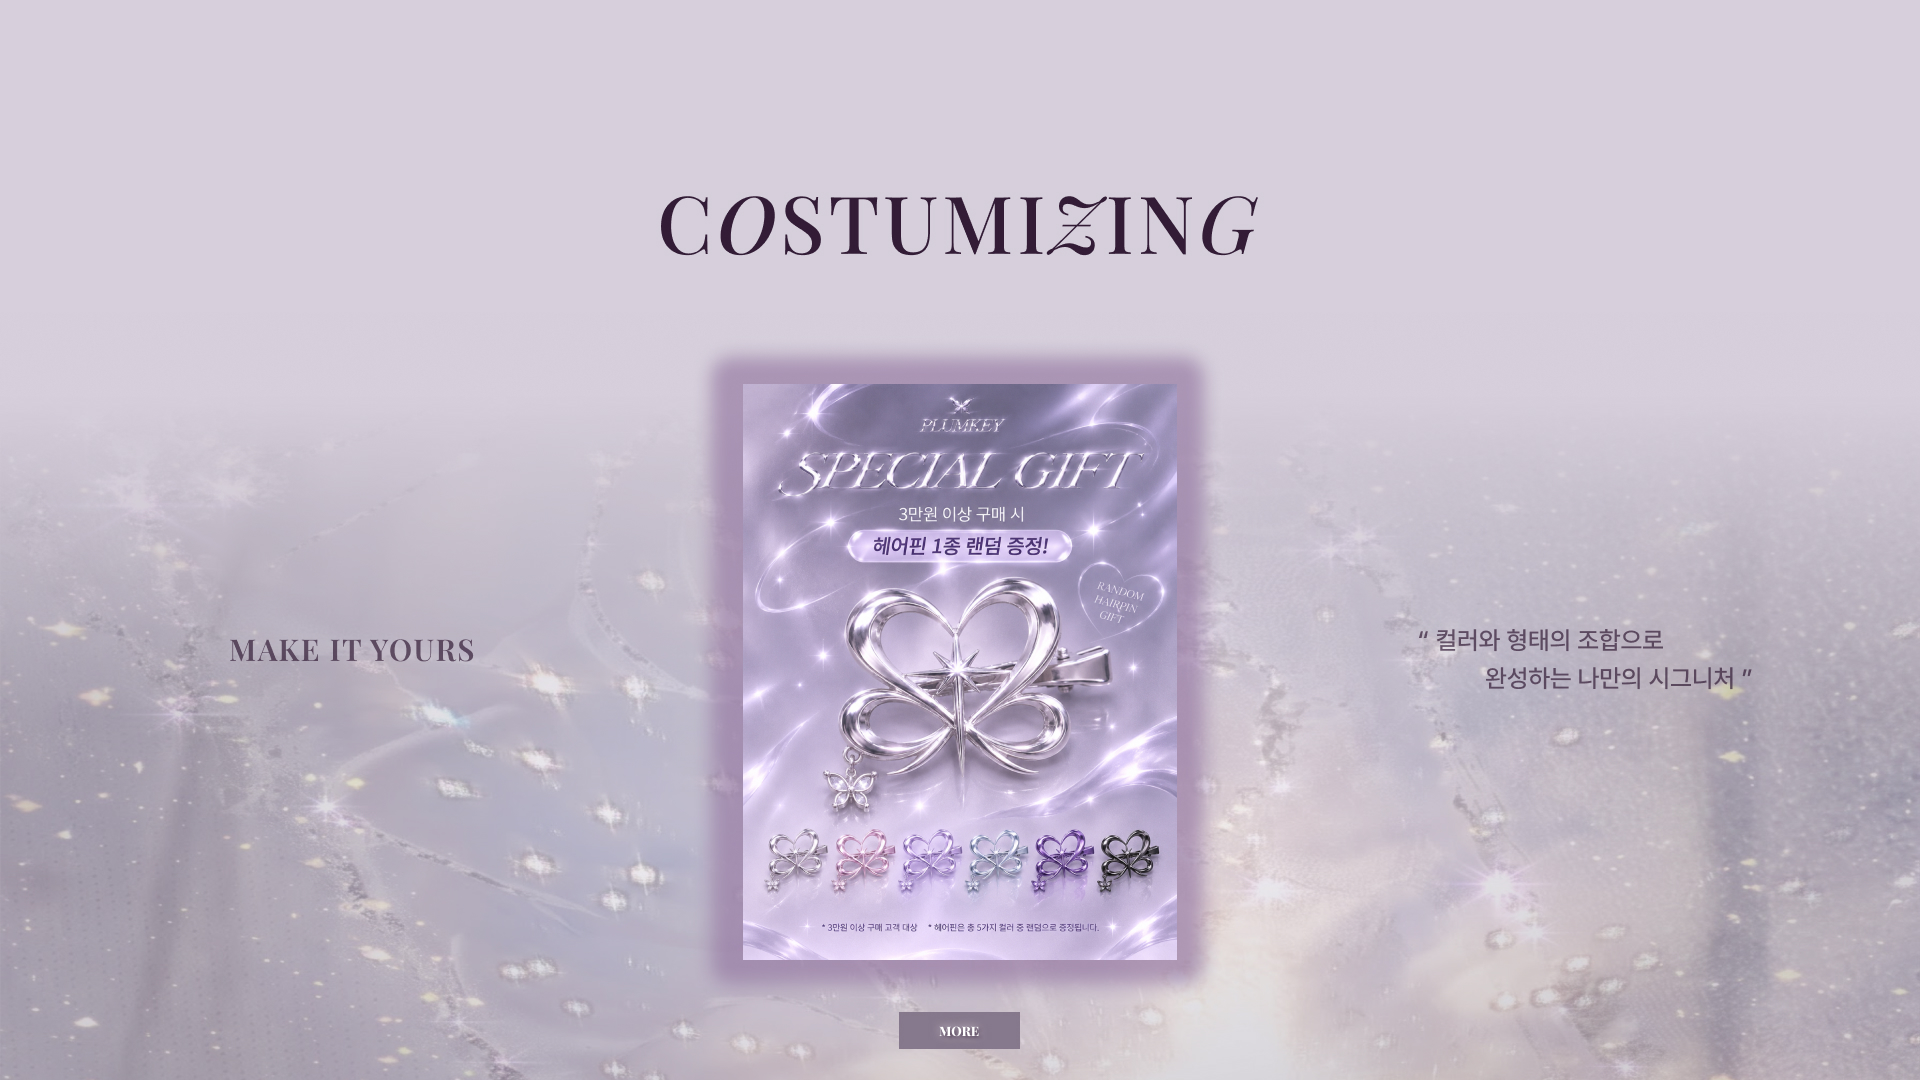 COSTUMIZING
PLUMKEY
SPECIAL GIFT
3만원 이상 구매 시
헤어핀 1종 랜덤 증정!
RANDOM
HAIRPIN
GIFT
MAKE IT YOURS
“ 컬러와 형태의 조합으로
완성하는 나만의 시그니처 ”
* 3만원 이상 구매 고객 대상 * 헤어핀은 총 5가지 컬러 중 랜덤으로 증정됩니다.
MORE